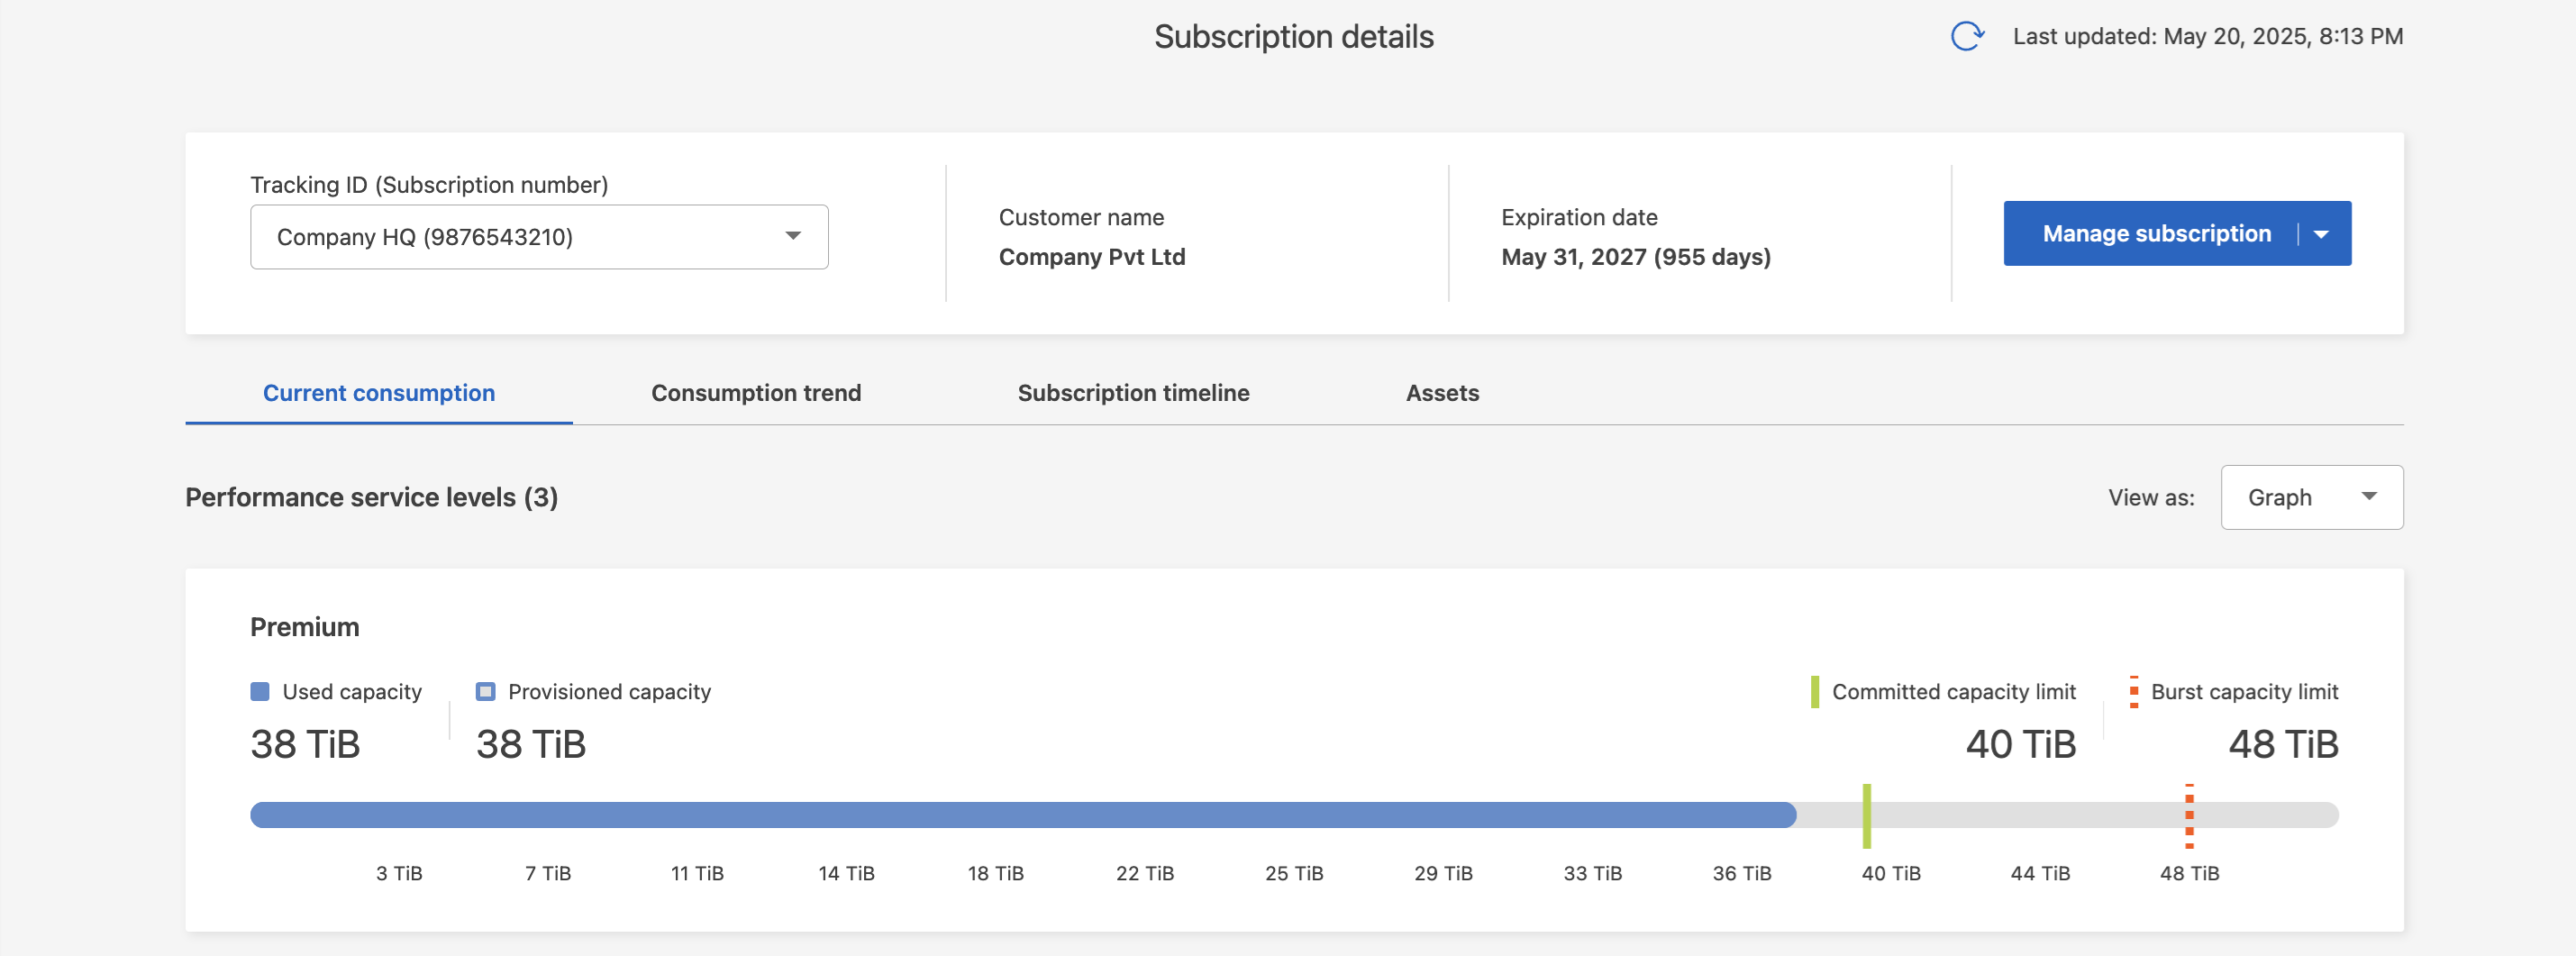 Subscription details
Last updated: May 20, 2025, 8:13 PM
Tracking ID (Subscription number)
Company HQ (9876543210)
Customer name
Company Pvt Ltd
Expiration date
May 31, 2027 (955 days)
Manage subscription
Current consumption
Consumption trend
Subscription timeline
Assets
Performance service levels (3)
View as:
Graph
Premium
Used capacity
38 TiB
Provisioned capacity
38 TiB
Committed capacity limit
40 TiB
Burst capacity limit
48 TiB
3 TiB 7 TiB 11 TiB 14 TiB 18 TiB 22 TiB 25 TiB 29 TiB 33 TiB 36 TiB 40 TiB 44 TiB 48 TiB